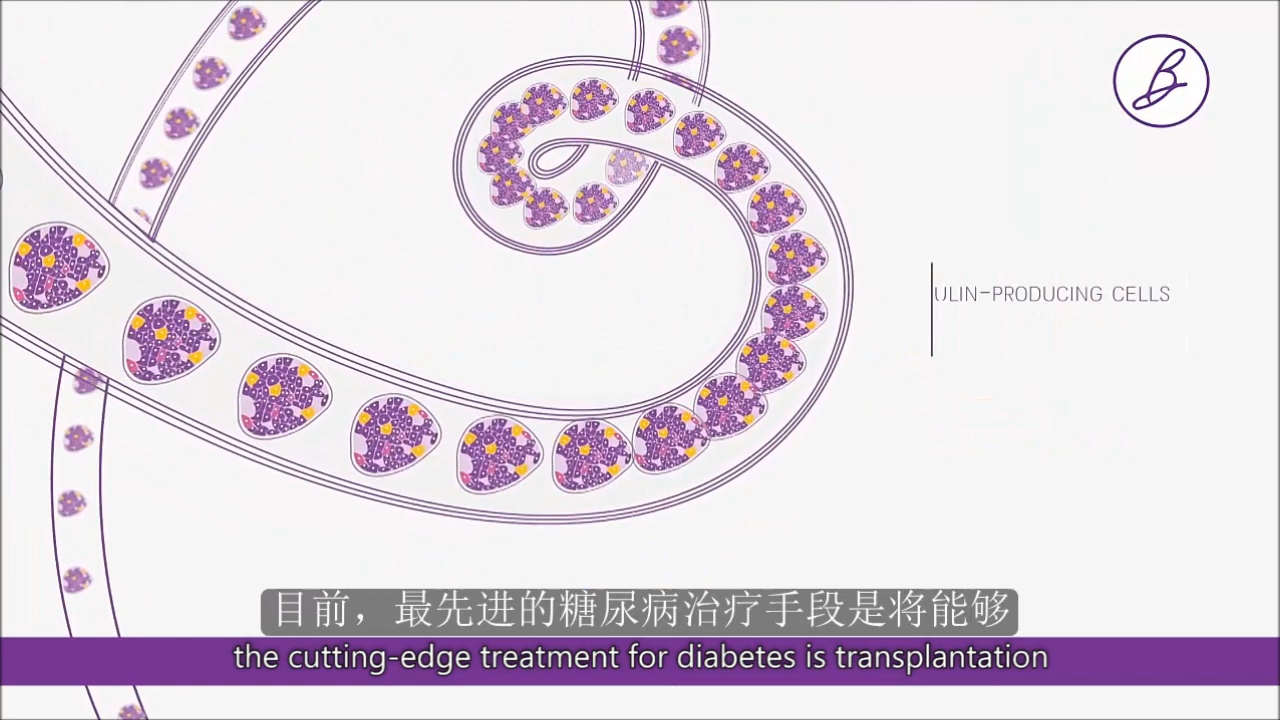 ULIN-PRODUCING CELLS
目前，最先进的糖尿病治疗手段是将能够
the cutting-edge treatment for diabetes is transplantation